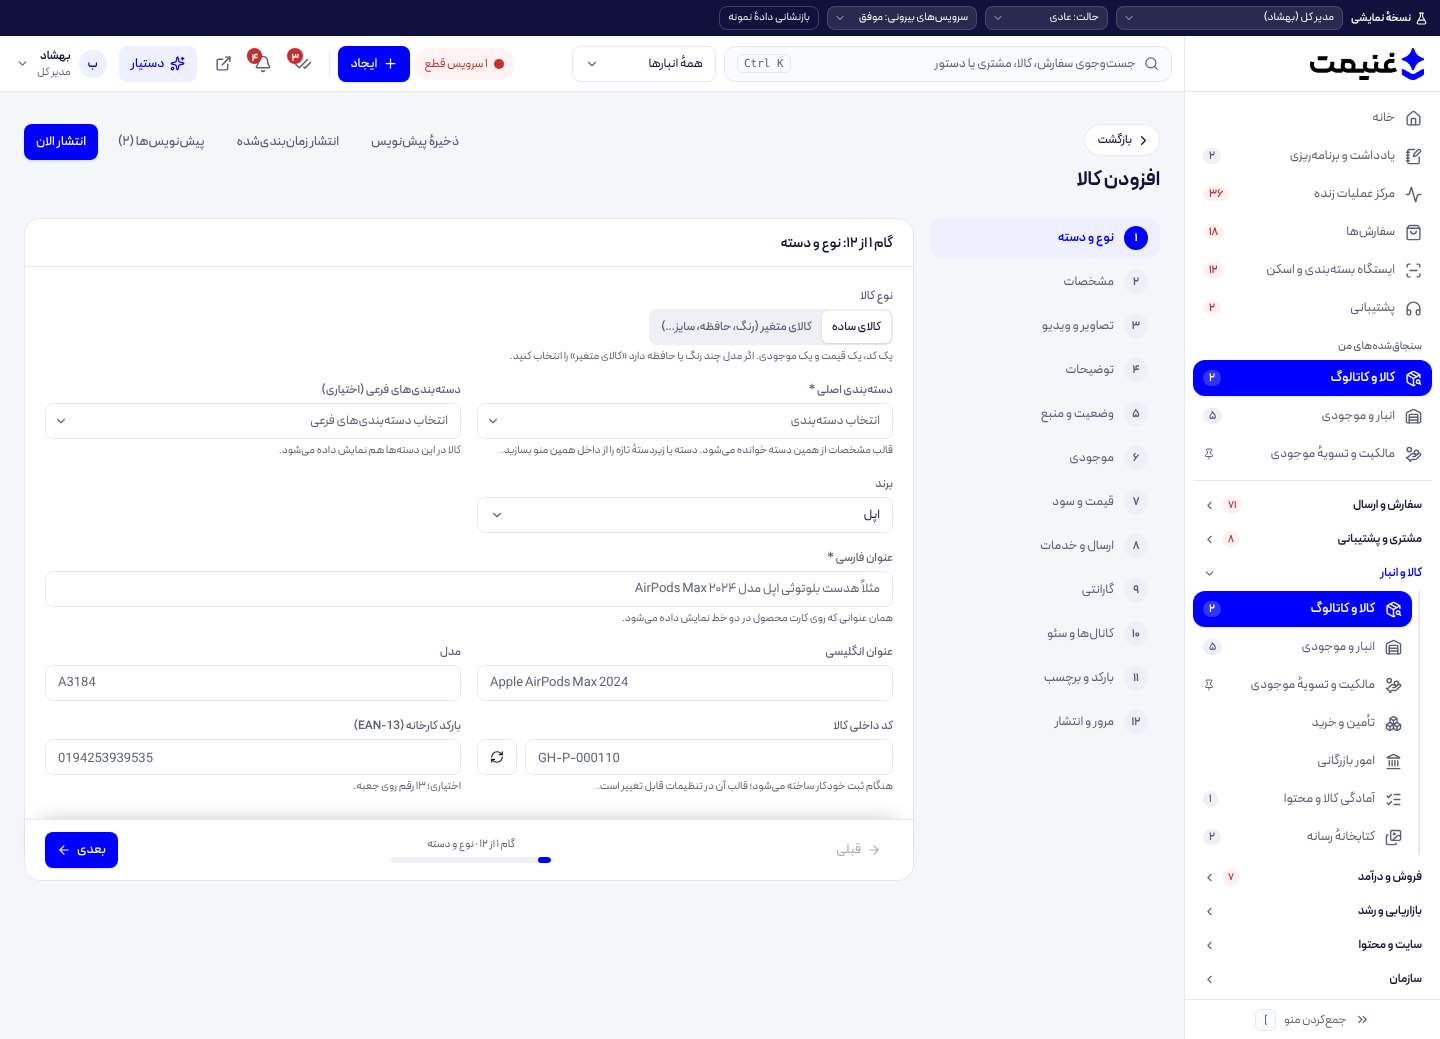 نسخهٔ نمایشی
مدیر کل (بهشاد)
حالت: عادی
سرویس‌های بیرونی: موفق
بازنشانی دادهٔ نمونه
غنیمت
جست‌وجوی سفارش، کالا، مشتری یا دستور
Ctrl K
همهٔ انبارها
۱ سرویس قطع
ایجاد
۳
۴
دستیار
ب
بهشاد
مدیر کل
خانه
یادداشت و برنامه‌ریزی ۲
مرکز عملیات زنده ۳۶
سفارش‌ها ۱۸
ایستگاه بسته‌بندی و اسکن ۱۲
پشتیبانی ۲
سنجاق‌شده‌های من
کالا و کاتالوگ ۲
انبار و موجودی ۵
مالکیت و تسویهٔ موجودی
سفارش و ارسال ۷۱
مشتری و پشتیبانی ۸
کالا و انبار
کالا و کاتالوگ ۲
انبار و موجودی ۵
مالکیت و تسویهٔ موجودی
تأمین و خرید
امور بازرگانی
آمادگی کالا و محتوا ۱
کتابخانهٔ رسانه ۲
فروش و درآمد ۷
بازاریابی و رشد
سایت و محتوا
سازمان
جمع‌کردن منو [
بازگشت
افزودن کالا
ذخیرهٔ پیش‌نویس
انتشار زمان‌بندی‌شده
پیش‌نویس‌ها (۲)
انتشار الان
۱ نوع و دسته
۲ مشخصات
۳ تصاویر و ویدیو
۴ توضیحات
۵ وضعیت و منبع
۶ موجودی
۷ قیمت و سود
۸ ارسال و خدمات
۹ گارانتی
۱۰ کانال‌ها و سئو
۱۱ بارکد و برچسب
۱۲ مرور و انتشار
گام ۱ از ۱۲: نوع و دسته
نوع کالا
کالای ساده
کالای متغیر (رنگ، حافظه، سایز…)
یک کد، یک قیمت و یک موجودی. اگر مدل چند رنگ یا حافظه دارد «کالای متغیر» را انتخاب کنید.
دسته‌بندی اصلی *
انتخاب دسته‌بندی
قالب مشخصات از همین دسته خوانده می‌شود. دسته یا زیردستهٔ تازه را از داخل همین منو بسازید.
دسته‌بندی‌های فرعی (اختیاری)
انتخاب دسته‌بندی‌های فرعی
کالا در این دسته‌ها هم نمایش داده می‌شود.
برند
اپل
عنوان فارسی *
مثلاً هدست بلوتوثی اپل مدل AirPods Max ۲۰۲۴
همان عنوانی که روی کارت محصول در دو خط نمایش داده می‌شود.
عنوان انگلیسی
Apple AirPods Max 2024
مدل
A3184
کد داخلی کالا
GH-P-000110
هنگام ثبت خودکار ساخته می‌شود؛ قالب آن در تنظیمات قابل تغییر است.
بارکد کارخانه (EAN-13)
0194253939535
اختیاری؛ ۱۳ رقم روی جعبه.
قبلی
گام ۱ از ۱۲ · نوع و دسته
بعدی